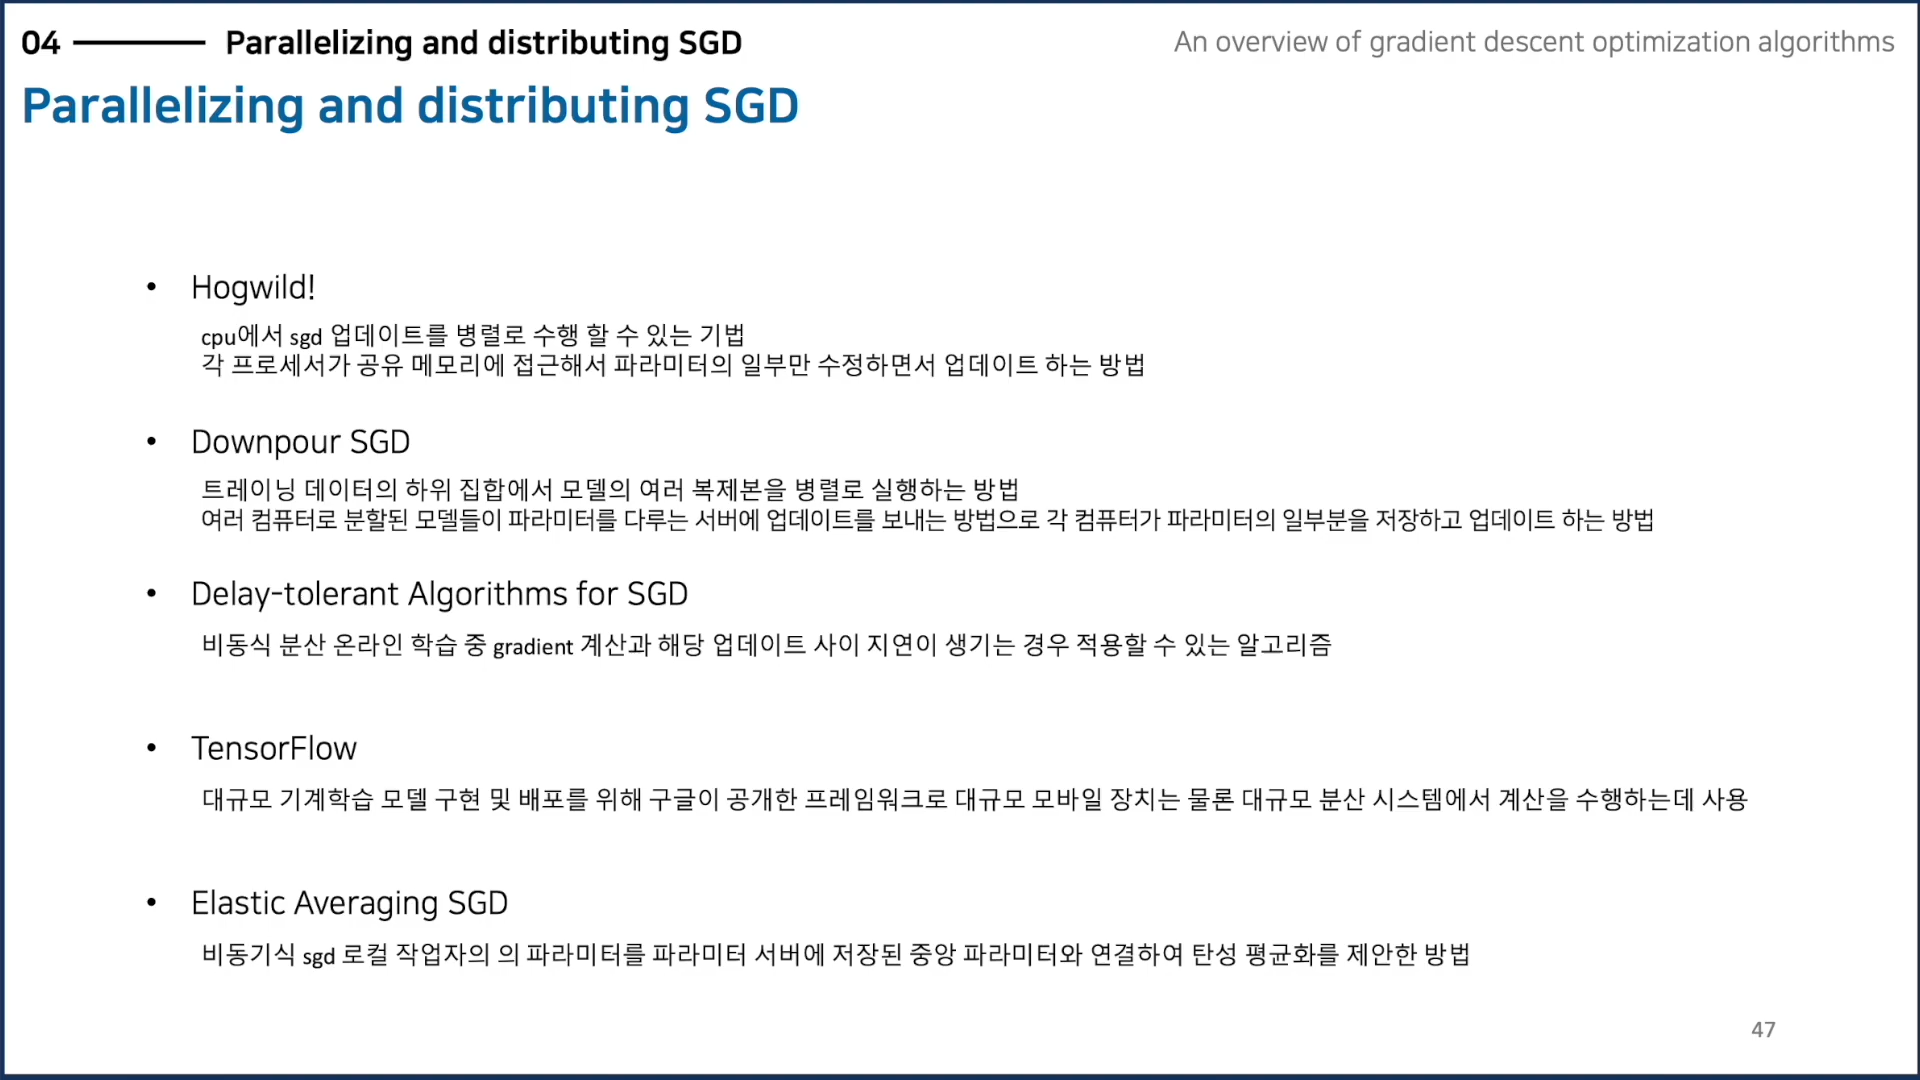 04 Parallelizing and distributing SGD
An overview of gradient descent optimization algorithms
Parallelizing and distributing SGD
• Hogwild!
cpu에서 sgd 업데이트를 병렬로 수행 할 수 있는 기법
각 프로세서가 공유 메모리에 접근해서 파라미터의 일부만 수정하면서 업데이트 하는 방법
• Downpour SGD
트레이닝 데이터의 하위 집합에서 모델의 여러 복제본을 병렬로 실행하는 방법
여러 컴퓨터로 분할된 모델들이 파라미터를 다루는 서버에 업데이트를 보내는 방법으로 각 컴퓨터가 파라미터의 일부분을 저장하고 업데이트 하는 방법
• Delay-tolerant Algorithms for SGD
비동식 분산 온라인 학습 중 gradient 계산과 해당 업데이트 사이 지연이 생기는 경우 적용할 수 있는 알고리즘
• TensorFlow
대규모 기계학습 모델 구현 및 배포를 위해 구글이 공개한 프레임워크로 대규모 모바일 장치는 물론 대규모 분산 시스템에서 계산을 수행하는데 사용
• Elastic Averaging SGD
비동기식 sgd 로컬 작업자의 의 파라미터를 파라미터 서버에 저장된 중앙 파라미터와 연결하여 탄성 평균화를 제안한 방법
47